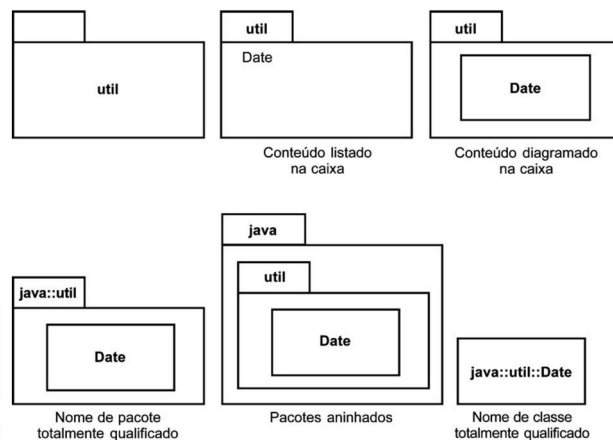 util
util
Date
Conteúdo listado
na caixa
util
Date
Conteúdo diagramado
na caixa
java::util
Date
Nome de pacote
totalmente qualificado
java
util
Date
Pacotes aninhados
java::util::Date
Nome de classe
totalmente qualificado